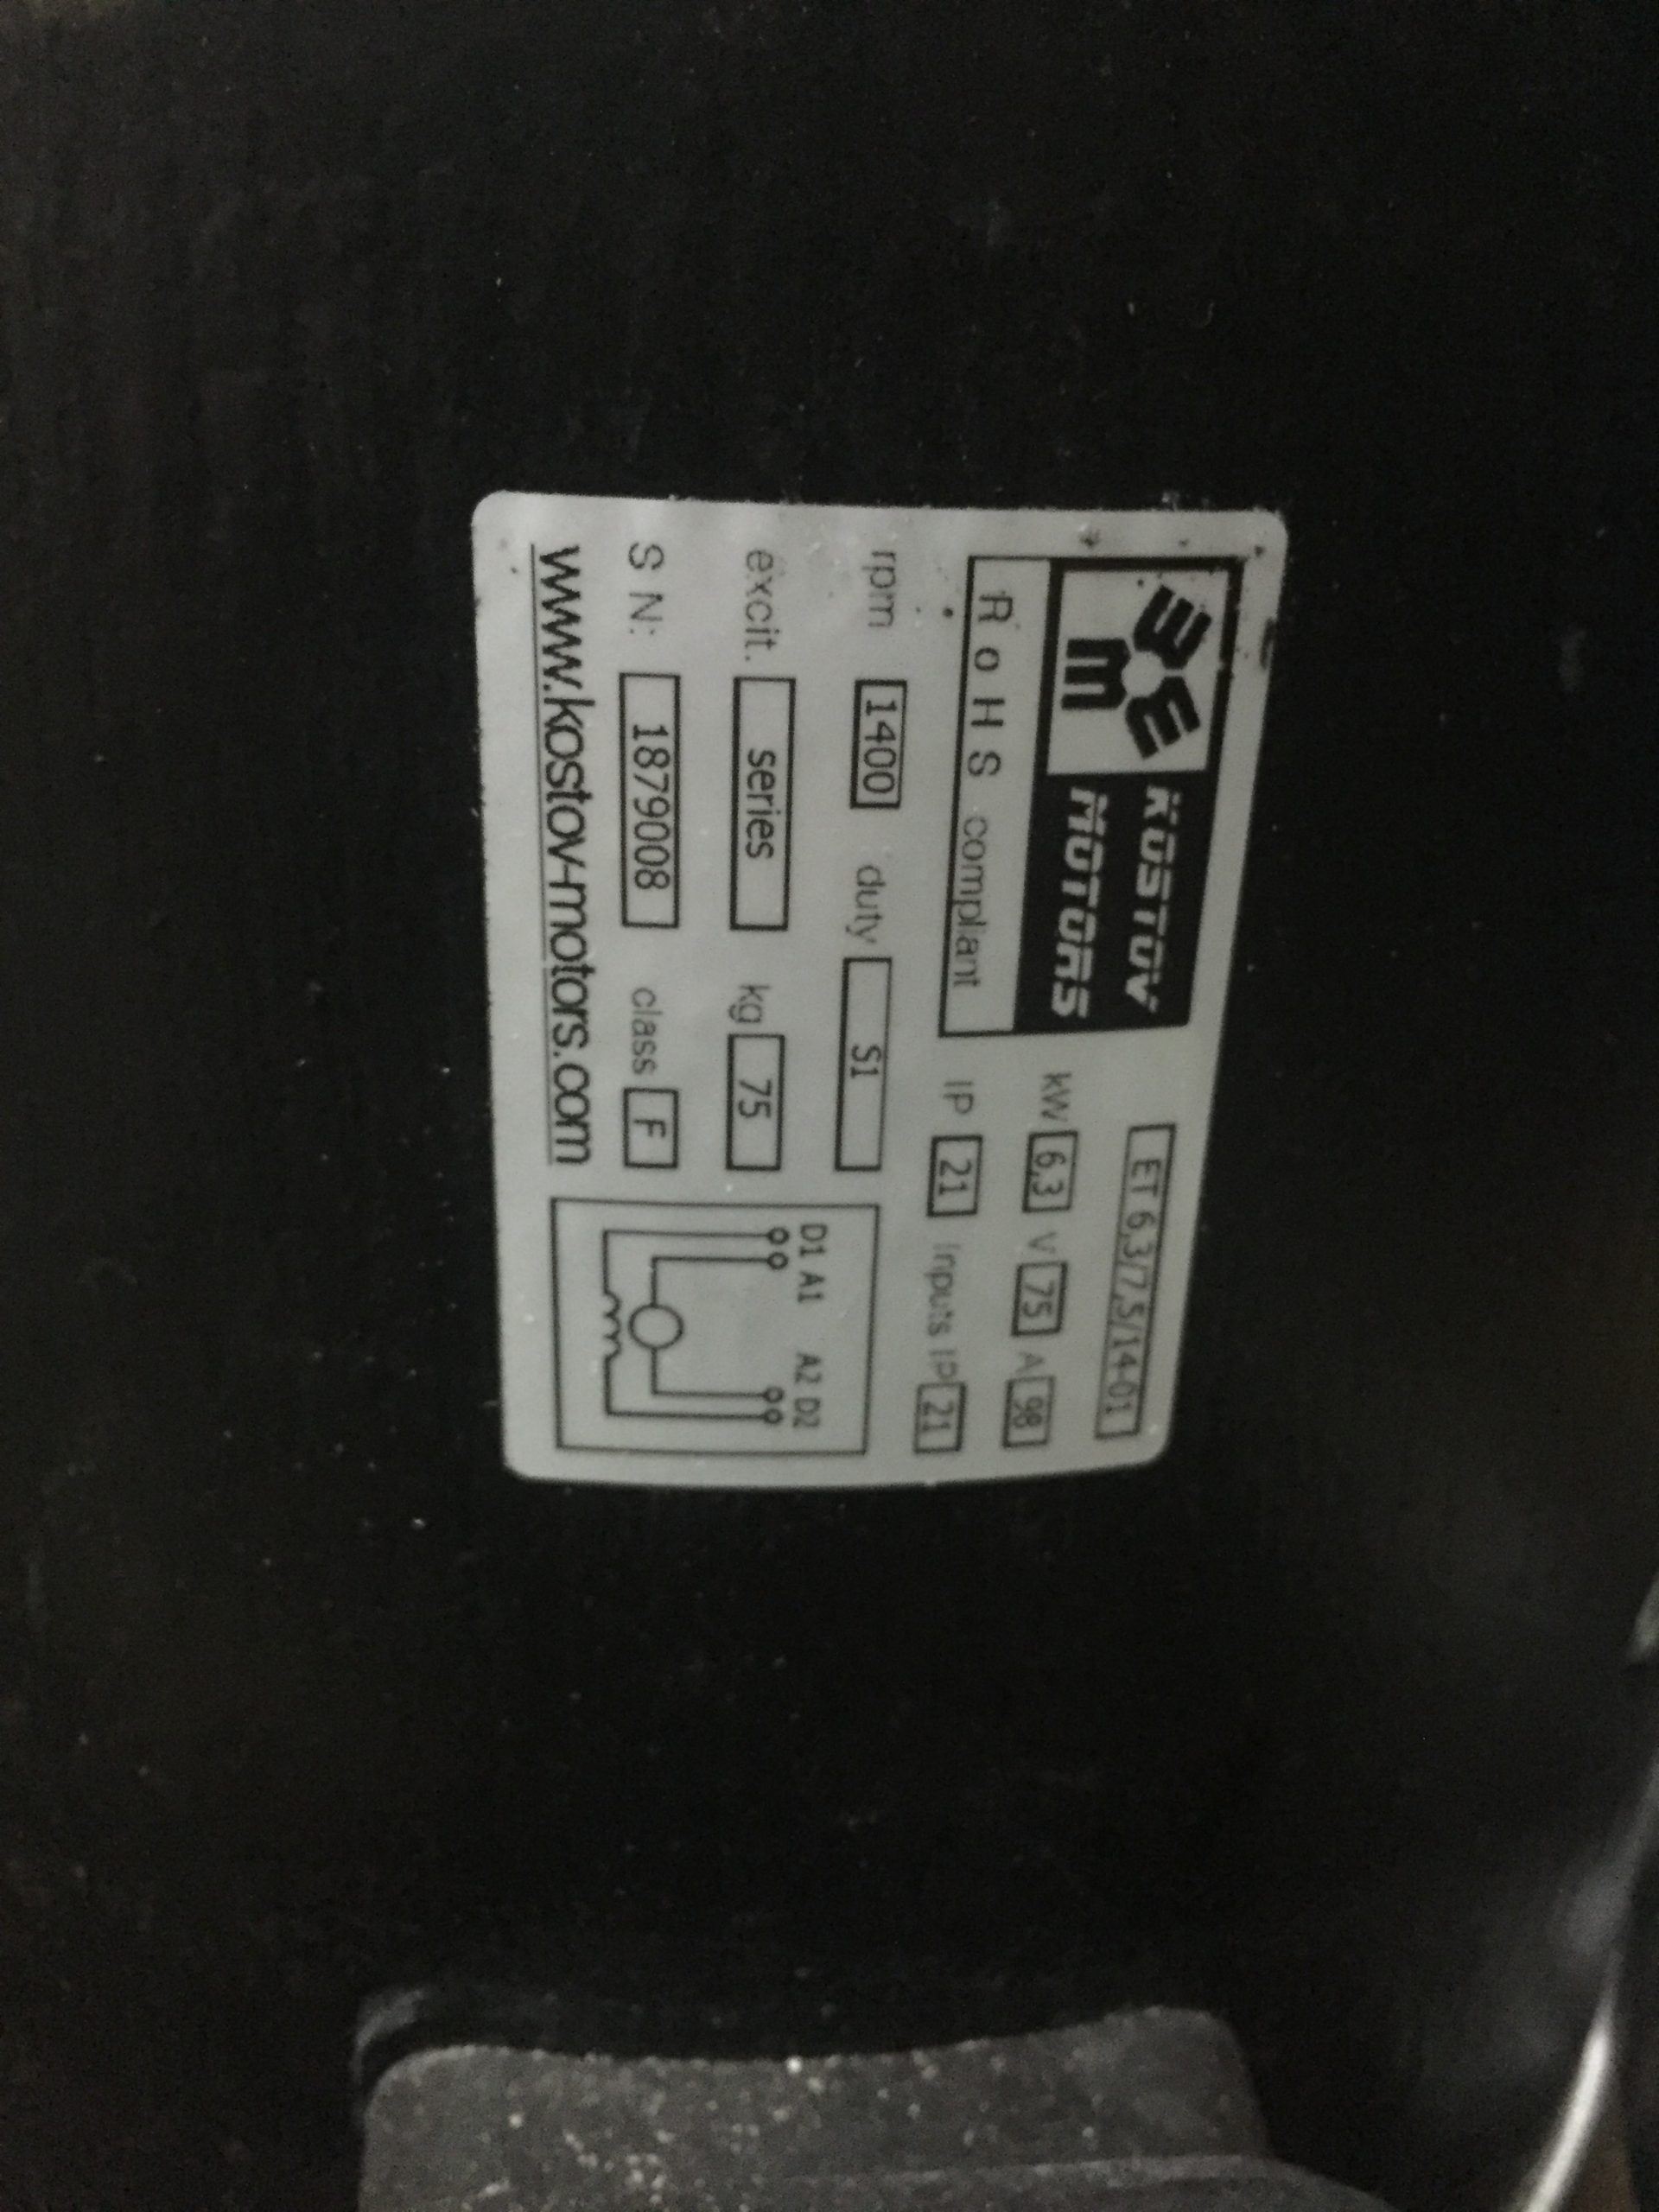 KOSTOV
MOTORS
RoHS compliant
ET 6,3/7,5/14-01
kW 6,3 V 75 A 98
IP 21 Inputs IP 21
rpm 1400 duty S1
excit. series kg 75
S N: 1879008 class F
www.kostov-motors.com
D1 A1 A2 D2